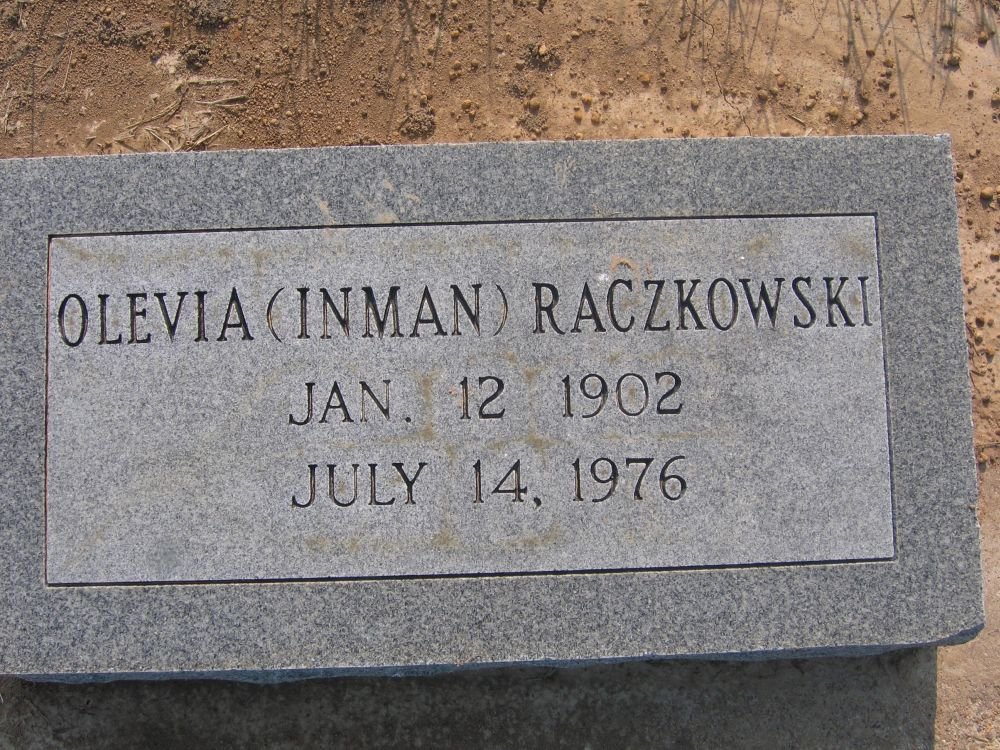 OLEVIA (INMAN) RACZKOWSKI
JAN. 12 1902
JULY 14, 1976